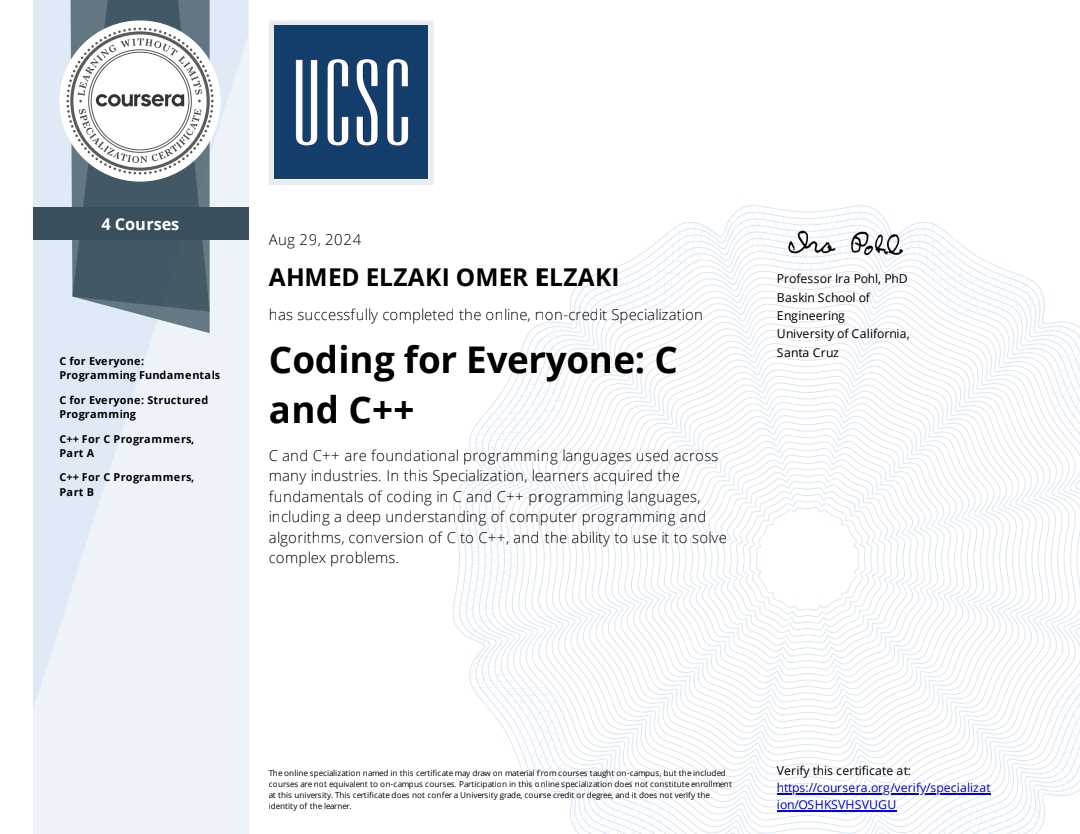 LEARNING WITHOUT LIMITS
coursera
SPECIALIZATION CERTIFICATE
4 Courses
C for Everyone:
Programming Fundamentals
C for Everyone: Structured
Programming
C++ For C Programmers,
Part A
C++ For C Programmers,
Part B
UCSC
Aug 29, 2024
AHMED ELZAKI OMER ELZAKI
has successfully completed the online, non-credit Specialization
Coding for Everyone: C
and C++
C and C++ are foundational programming languages used across
many industries. In this Specialization, learners acquired the
fundamentals of coding in C and C++ programming languages,
including a deep understanding of computer programming and
algorithms, conversion of C to C++, and the ability to use it to solve
complex problems.
Ira Pohl
Professor Ira Pohl, PhD
Baskin School of
Engineering
University of California,
Santa Cruz
The online specialization named in this certificate may draw on material from courses taught on-campus, but the included
courses are not equivalent to on-campus courses. Participation in this online specialization does not constitute enrollment
at this university. This certificate does not confer a University grade, course credit or degree, and it does not verify the
identity of the learner.
Verify this certificate at:
https://coursera.org/verify/specializat
ion/OSHKSVHSVUGU